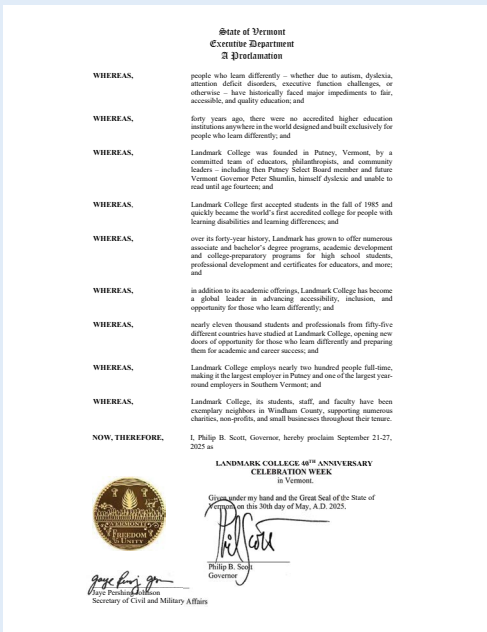 State of Vermont
Executive Department
A Proclamation
WHEREAS, people who learn differently – whether due to autism, dyslexia,
attention deficit disorders, executive function challenges, or
otherwise – have historically faced major impediments to fair,
accessible, and quality education; and
WHEREAS, forty years ago, there were no accredited higher education
institutions anywhere in the world designed and built exclusively for
people who learn differently; and
WHEREAS, Landmark College was founded in Putney, Vermont, by a
committed team of educators, philanthropists, and community
leaders – including then Putney Select Board member and future
Vermont Governor Peter Shumlin, himself dyslexic and unable to
read until age fourteen; and
WHEREAS, Landmark College first accepted students in the fall of 1985 and
quickly became the world's first accredited college for people with
learning disabilities and learning differences; and
WHEREAS, over its forty-year history, Landmark has grown to offer numerous
associate and bachelor's degree programs, academic development
and college-preparatory programs for high school students,
professional development and certificates for educators, and more;
and
WHEREAS, in addition to its academic offerings, Landmark College has become
a global leader in advancing accessibility, inclusion, and
opportunity for those who learn differently; and
WHEREAS, nearly eleven thousand students and professionals from fifty-five
different countries have studied at Landmark College, opening new
doors of opportunity for those who learn differently and preparing
them for academic and career success; and
WHEREAS, Landmark College employs nearly two hundred people full-time,
making it the largest employer in Putney and one of the largest year-
round employers in Southern Vermont; and
WHEREAS, Landmark College, its students, staff, and faculty have been
exemplary neighbors in Windham County, supporting numerous
charities, non-profits, and small businesses throughout their tenure.
NOW, THEREFORE, I, Philip B. Scott, Governor, hereby proclaim September 21-27,
2025 as
LANDMARK COLLEGE 40TH ANNIVERSARY
CELEBRATION WEEK
in Vermont.
Given under my hand and the Great Seal of the State of
Vermont on this 30th day of May, A.D. 2025.
VERMONT
FREEDOM
& UNITY
Phil Scott
Philip B. Scott
Governor
Jaye Pershing Johnson
Secretary of Civil and Military Affairs